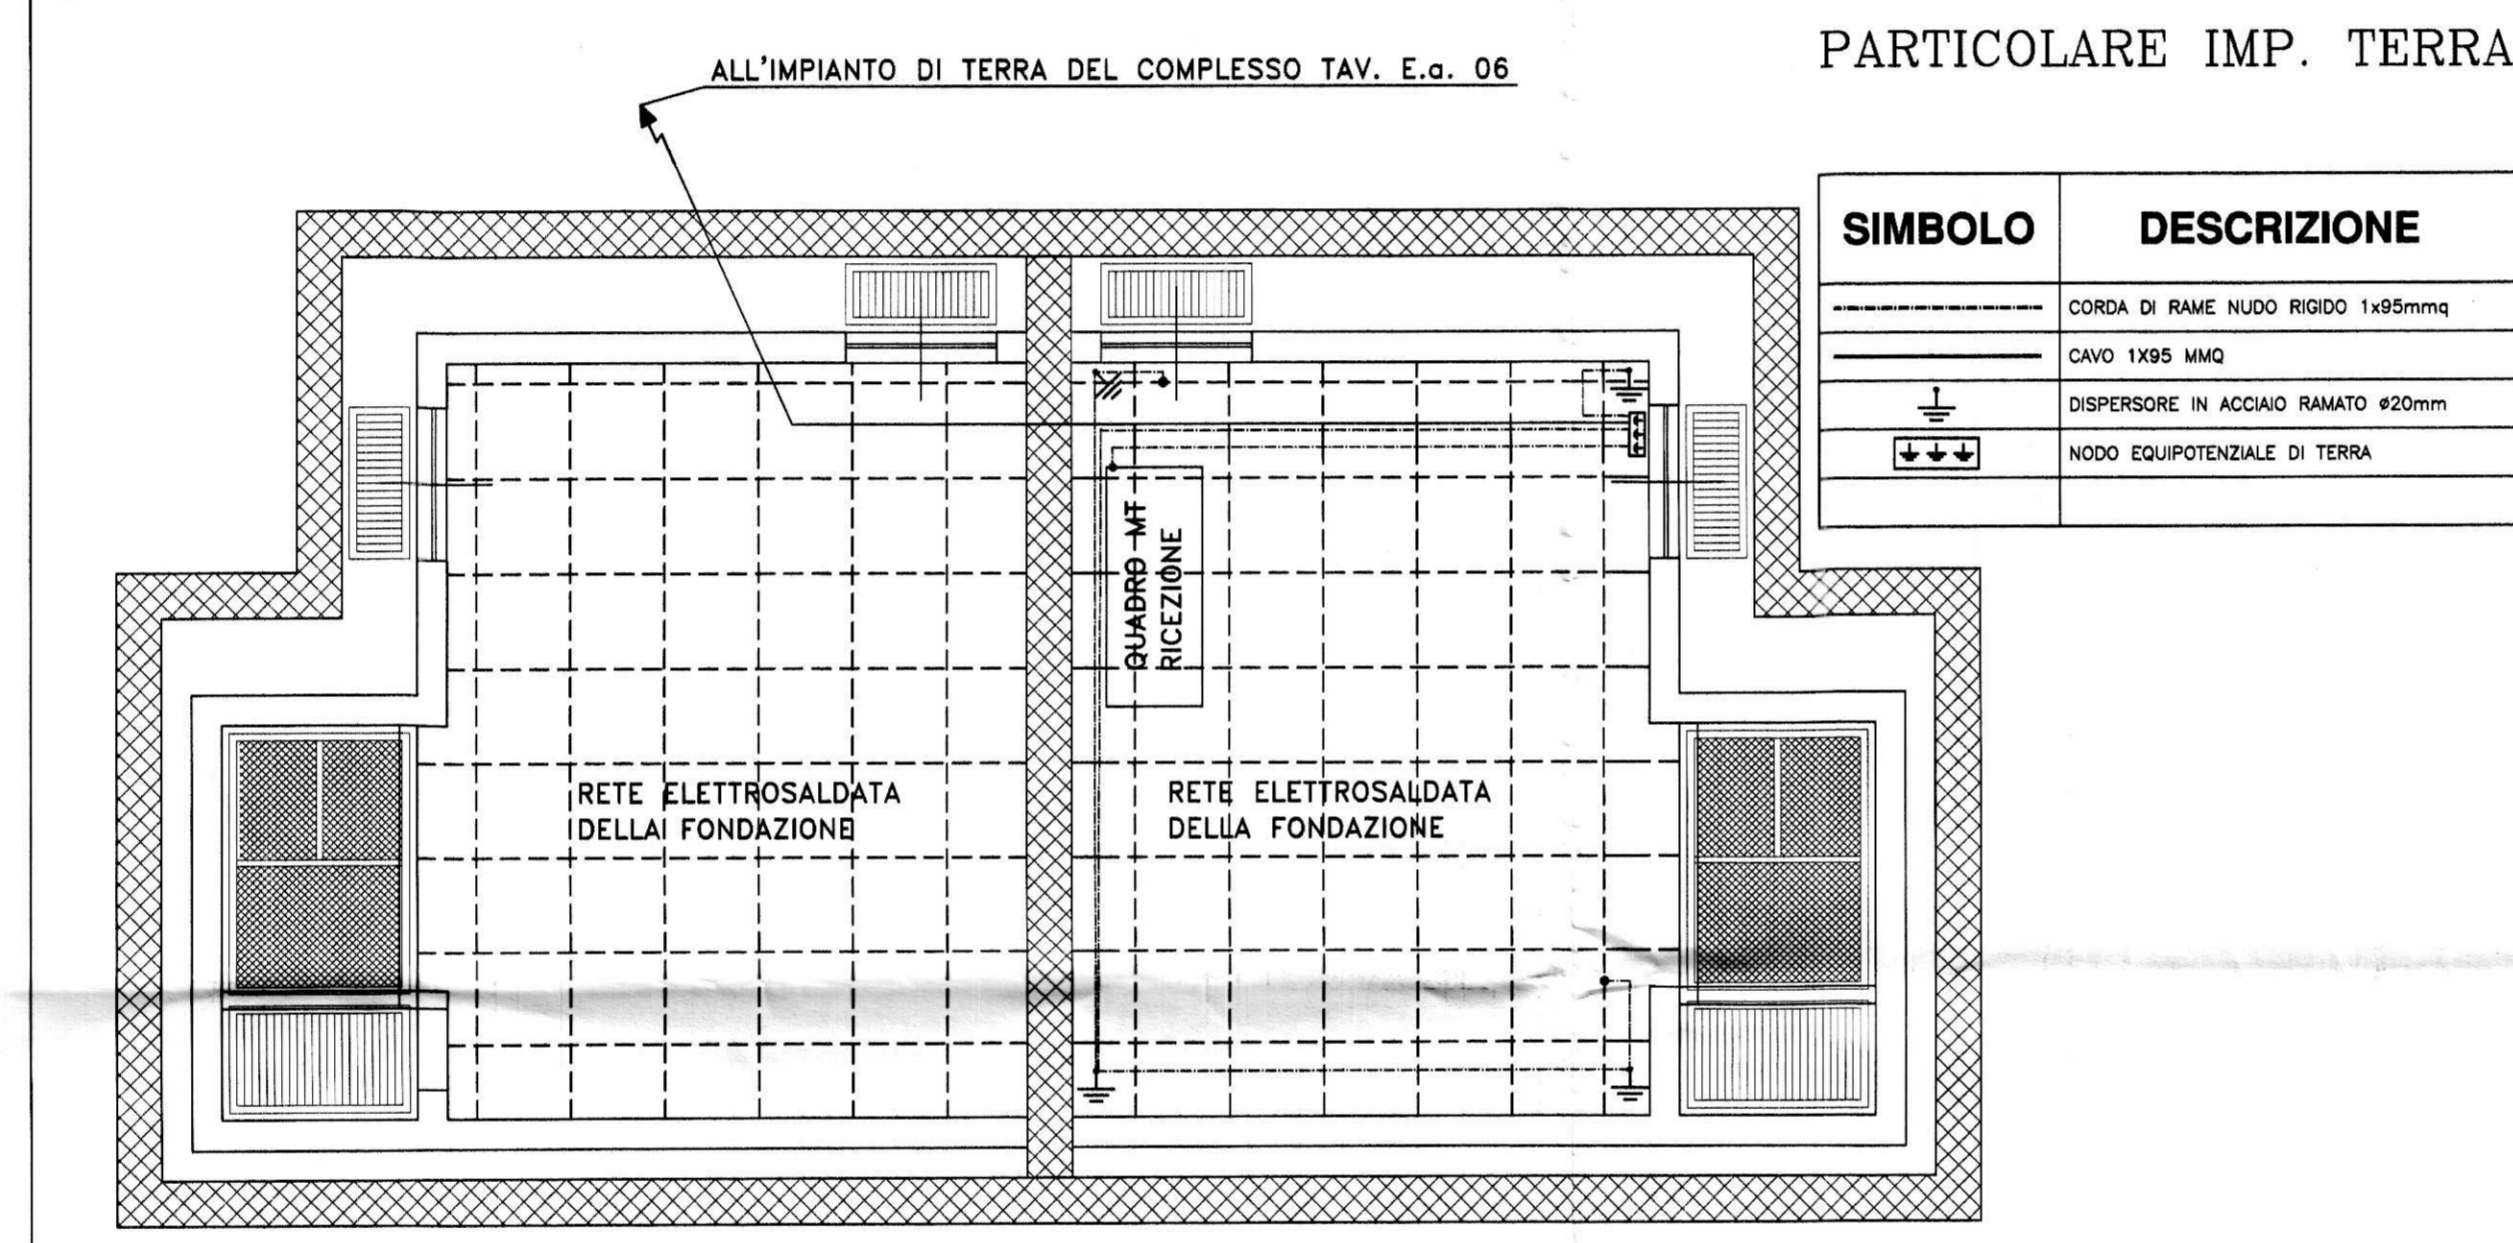 PARTICOLARE IMP. TERRA
ALL'IMPIANTO DI TERRA DEL COMPLESSO TAV. E.a. 06
SIMBOLO DESCRIZIONE
CORDA DI RAME NUDO RIGIDO 1x95mmq
CAVO 1X95 MMQ
DISPERSORE IN ACCIAIO RAMATO ø20mm
NODO EQUIPOTENZIALE DI TERRA
QUADRO MT
RICEZIONE
RETE ELETTROSALDATA
DELLA FONDAZIONE
RETE ELETTROSALDATA
DELLA FONDAZIONE